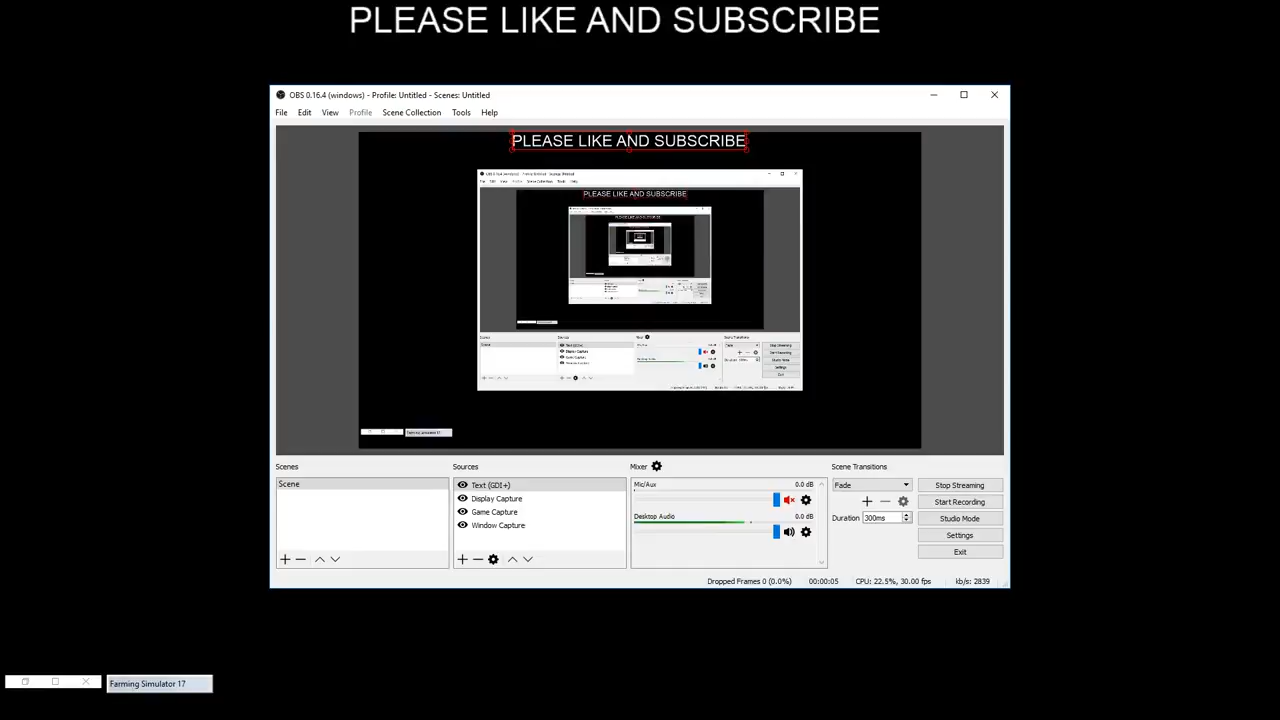 PLEASE LIKE AND SUBSCRIBE
OBS 0.16.4 (windows) - Profile: Untitled - Scenes: Untitled
File Edit View Profile Scene Collection Tools Help
PLEASE LIKE AND SUBSCRIBE
PLEASE LIKE AND SUBSCRIBE
Farming Simulator 17
Scenes Sources Mixer Scene Transitions
Scene
Text (GDI+)
Display Capture
Game Capture
Window Capture
Mic/Aux 0.0 dB
Desktop Audio 0.0 dB
Fade
Duration 300ms
Stop Streaming
Start Recording
Studio Mode
Settings
Exit
Dropped Frames 0 (0.0%) 00:00:05 CPU: 22.5%, 30.00 fps kb/s: 2839
Farming Simulator 17